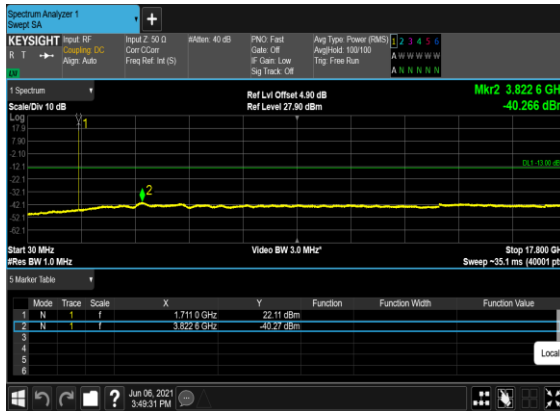 Spectrum Analyzer 1
Swept SA
+
KEYSIGHT Input: RF Input Z: 50 Ω #Atten: 40 dB PNO: Fast Avg Type: Power (RMS) 1 2 3 4 5 6
R T Coupling: DC Corr CCorr Gate: Off Avg|Hold: 100/100 A W W W W W
Align: Auto Freq Ref: Int (S) IF Gain: Low Trig: Free Run
Sig Track: Off A N N N N N
1 Spectrum
Ref Lvl Offset 4.90 dB Mkr2 3.822 6 GH
Scale/Div 10 dB Ref Level 27.90 dBm -40.266 dB
Log
17.9 1
7.90
-2.10
-12.1 DL1 -13.00 dB
-22.1
-32.1 2
-42.1
-52.1
-62.1
Start 30 MHz Video BW 3.0 MHz* Stop 17.800 GH
#Res BW 1.0 MHz Sweep ~35.1 ms (40001 pt
5 Marker Table
Mode Trace Scale X Y Function Function Width Function Value
1 N 1 f 1.711 0 GHz 22.11 dBm
2 N 1 f 3.822 6 GHz -40.27 dBm
3
4
5
6
Local
? Jun 06, 2021
3:49:31 PM